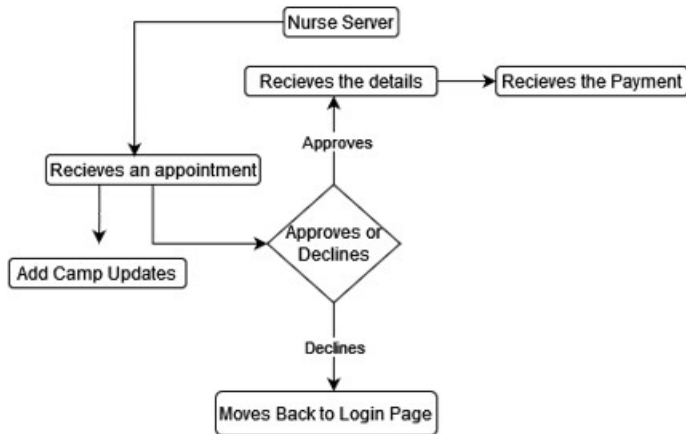 Nurse Server
Recieves the details
Recieves the Payment
Approves
Recieves an appointment
Approves or
Declines
Add Camp Updates
Declines
Moves Back to Login Page